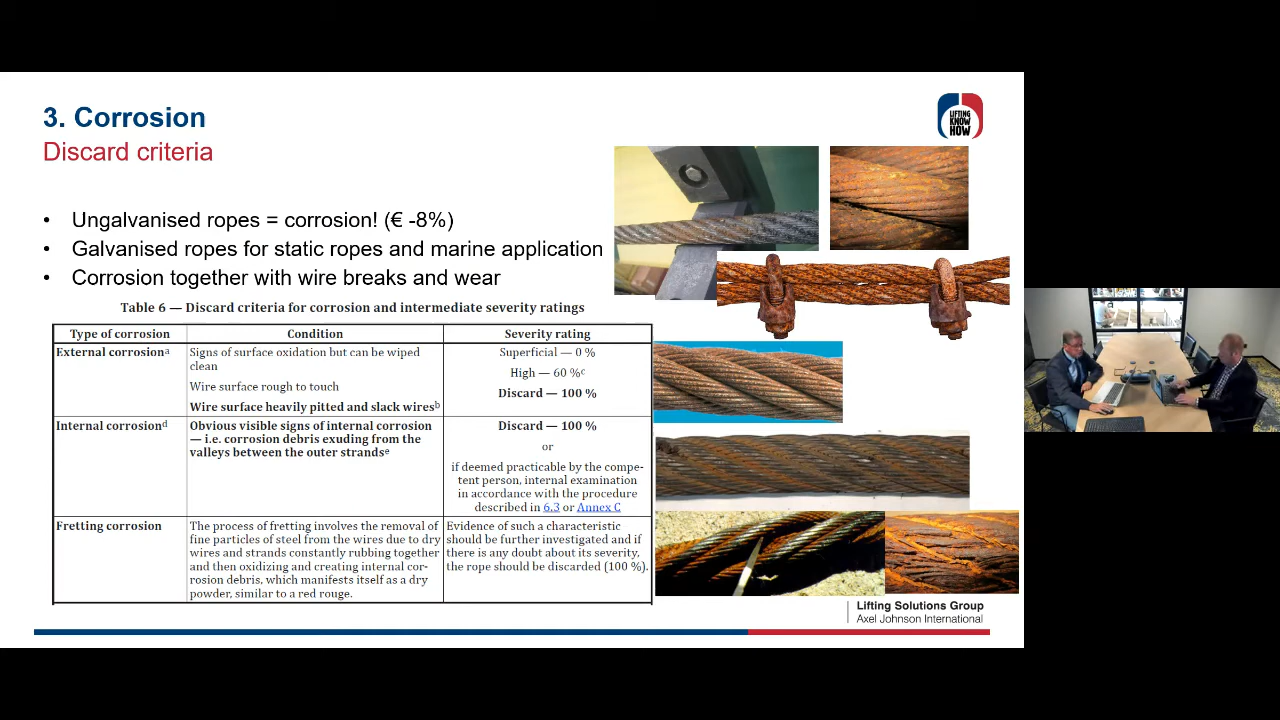 3. Corrosion
Discard criteria
LIFTING
KNOW
HOW
• Ungalvanised ropes = corrosion! (€ -8%)
• Galvanised ropes for static ropes and marine application
• Corrosion together with wire breaks and wear
Table 6 — Discard criteria for corrosion and intermediate severity ratings
Type of corrosion Condition Severity rating
External corrosionᵃ
Signs of surface oxidation but can be wiped
clean
Wire surface rough to touch
Wire surface heavily pitted and slack wiresᵇ
Superficial — 0 %
High — 60 %ᶜ
Discard — 100 %
Internal corrosionᵈ
Obvious visible signs of internal corrosion
— i.e. corrosion debris exuding from the
valleys between the outer strandsᵉ
Discard — 100 %
or
if deemed practicable by the compe-
tent person, internal examination
in accordance with the procedure
described in 6.3 or Annex C
Fretting corrosion
The process of fretting involves the removal of
fine particles of steel from the wires due to dry
wires and strands constantly rubbing together
and then oxidizing and creating internal cor-
rosion debris, which manifests itself as a dry
powder, similar to a red rouge.
Evidence of such a characteristic
should be further investigated and if
there is any doubt about its severity,
the rope should be discarded (100 %).
Lifting Solutions Group
Axel Johnson International